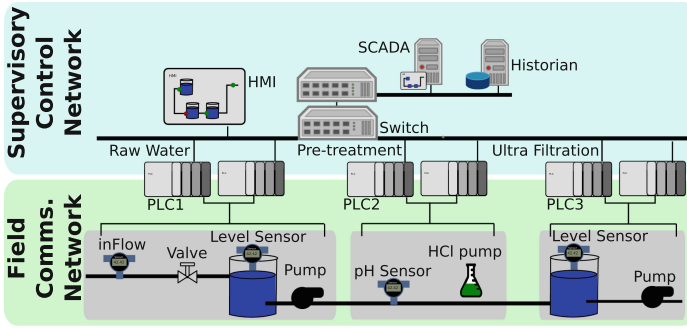 Supervisory
Control
Network
SCADA
Historian
HMI
HMI
Switch
Raw Water
Pre-treatment
Ultra Filtration
PLC1
PLC2
PLC3
Field
Comms.
Network
inFlow
Valve
Level Sensor
Pump
pH Sensor
HCl pump
Level Sensor
Pump